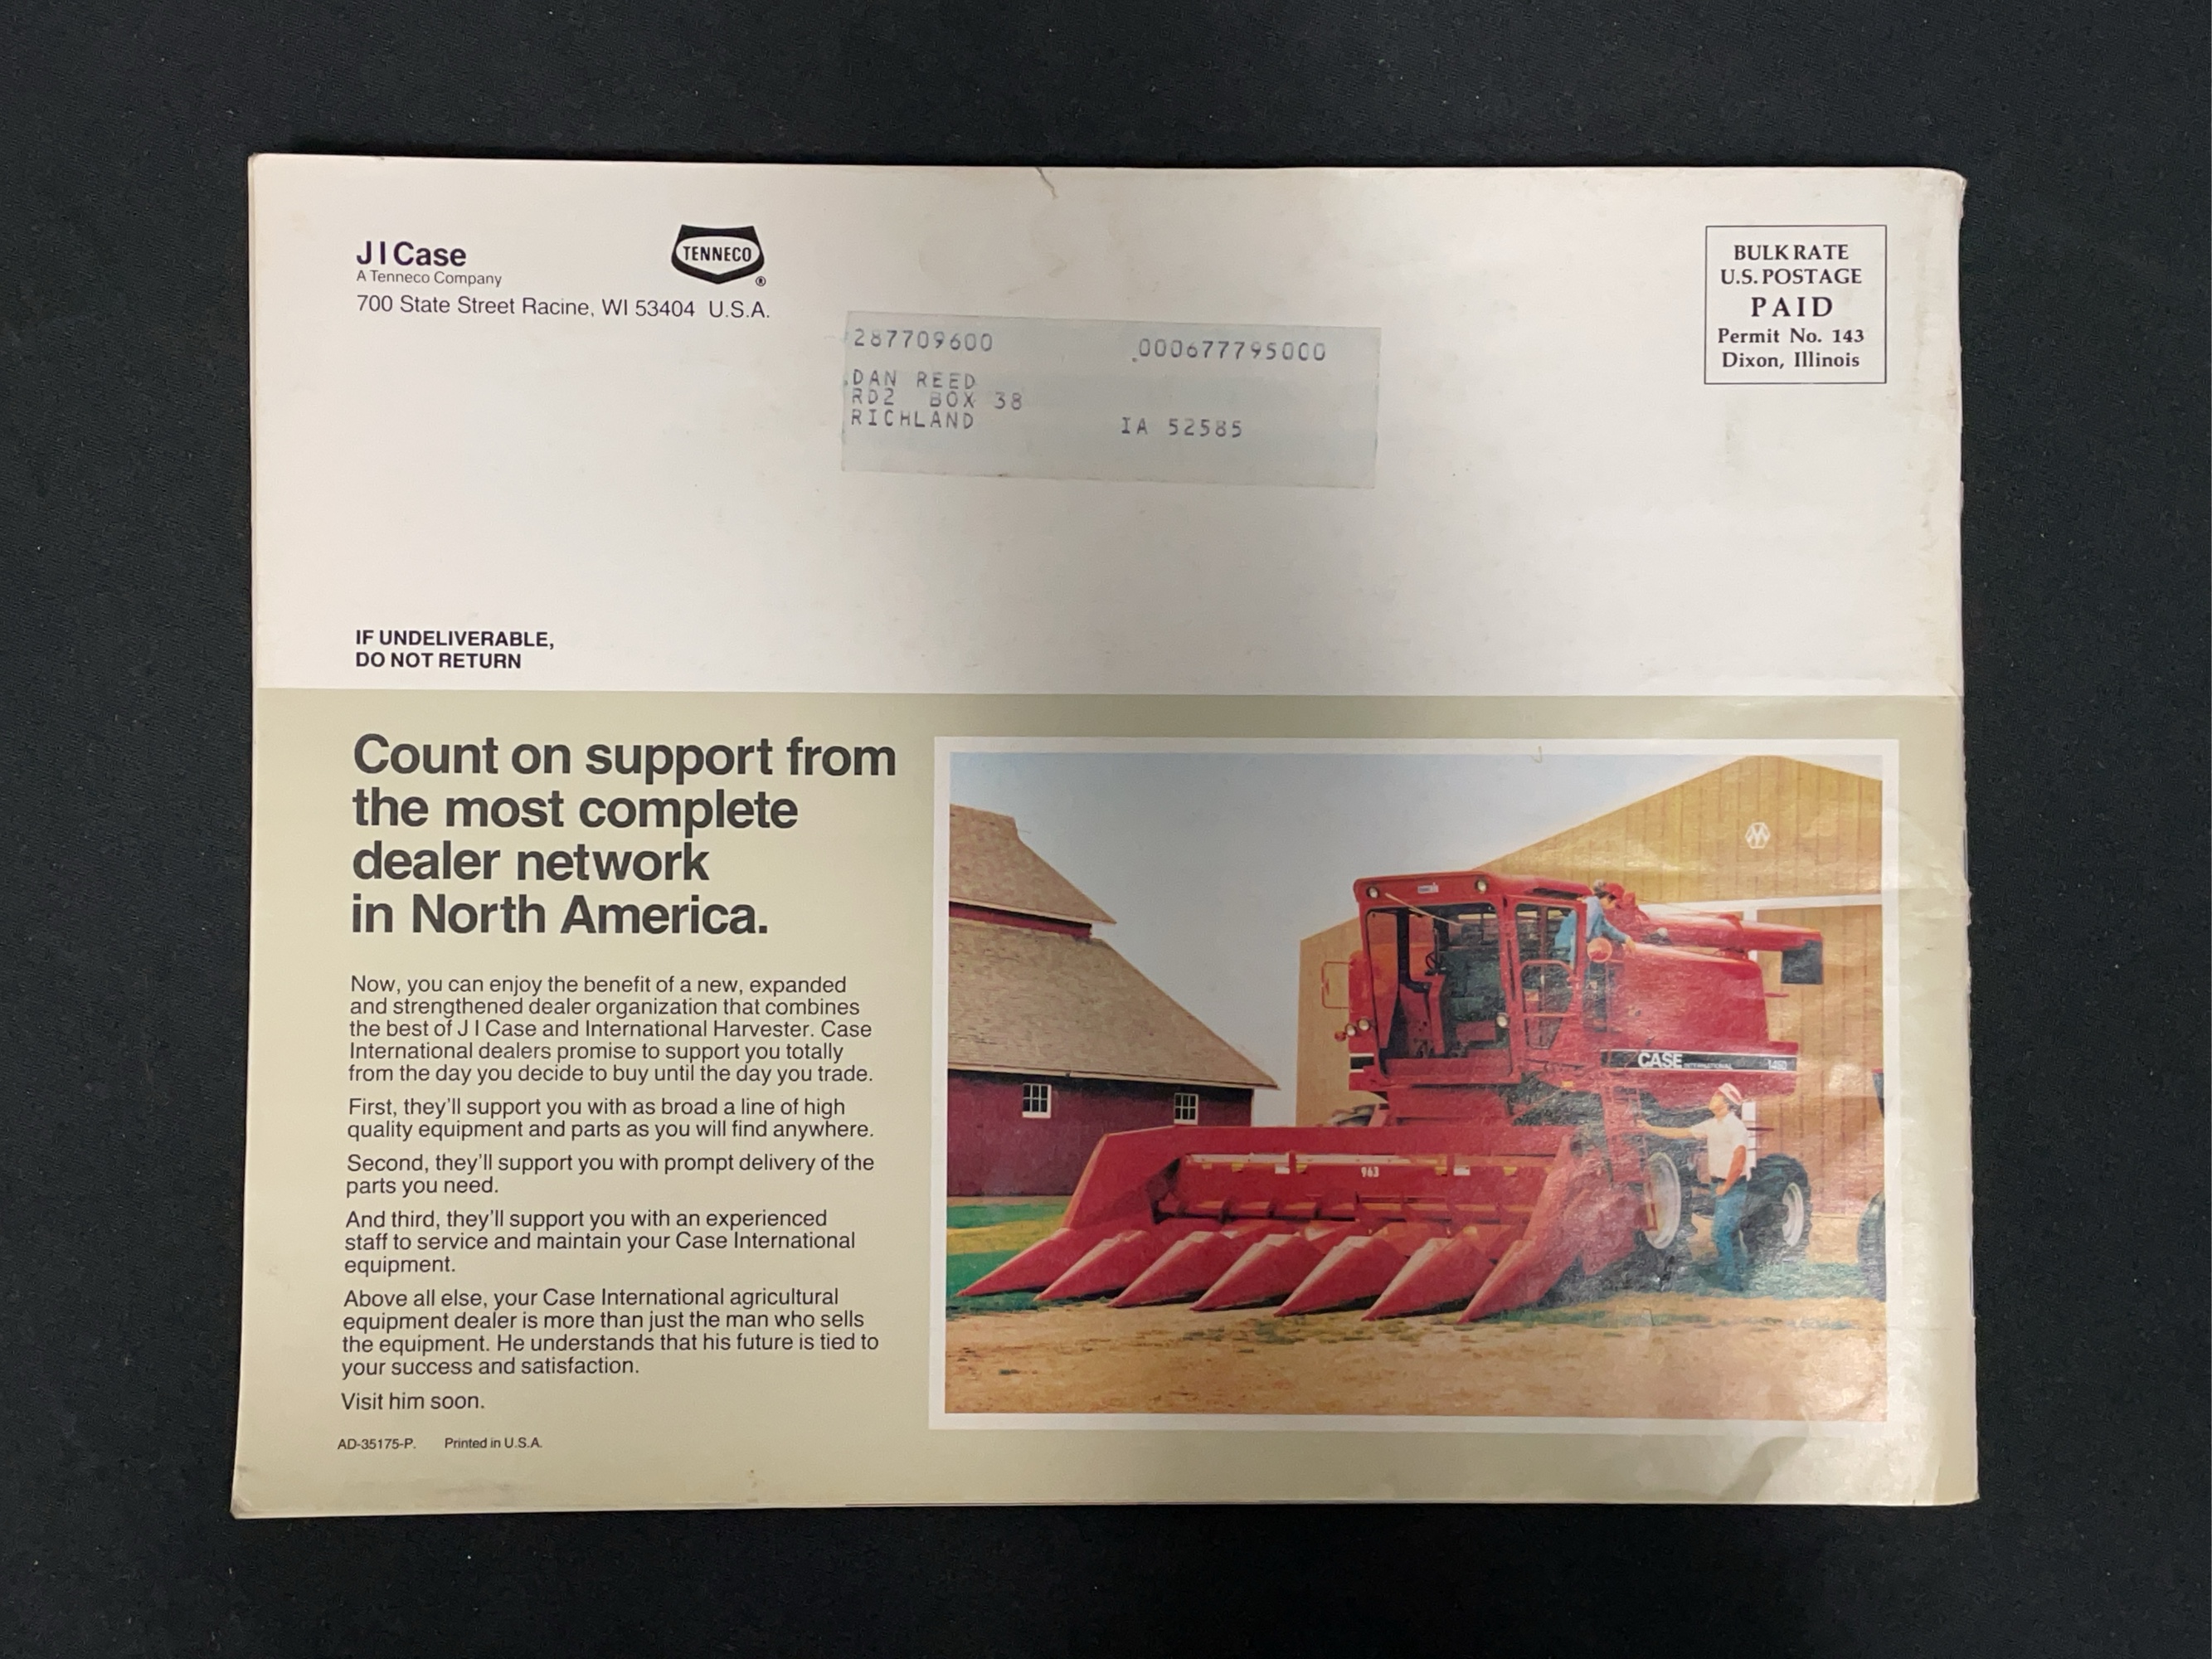 J I Case
A Tenneco Company
700 State Street Racine, WI 53404 U.S.A.
TENNECO
®
BULK RATE
U.S. POSTAGE
PAID
Permit No. 143
Dixon, Illinois
287709600 000677795000
DAN REED
RD2 BOX 38
RICHLAND IA 52585
IF UNDELIVERABLE,
DO NOT RETURN
Count on support from
the most complete
dealer network
in North America.
Now, you can enjoy the benefit of a new, expanded
and strengthened dealer organization that combines
the best of J I Case and International Harvester. Case
International dealers promise to support you totally
from the day you decide to buy until the day you trade.
First, they'll support you with as broad a line of high
quality equipment and parts as you will find anywhere.
Second, they'll support you with prompt delivery of the
parts you need.
And third, they'll support you with an experienced
staff to service and maintain your Case International
equipment.
Above all else, your Case International agricultural
equipment dealer is more than just the man who sells
the equipment. He understands that his future is tied to
your success and satisfaction.
Visit him soon.
AD-35175-P. Printed in U.S.A.
CASE INTERNATIONAL
963